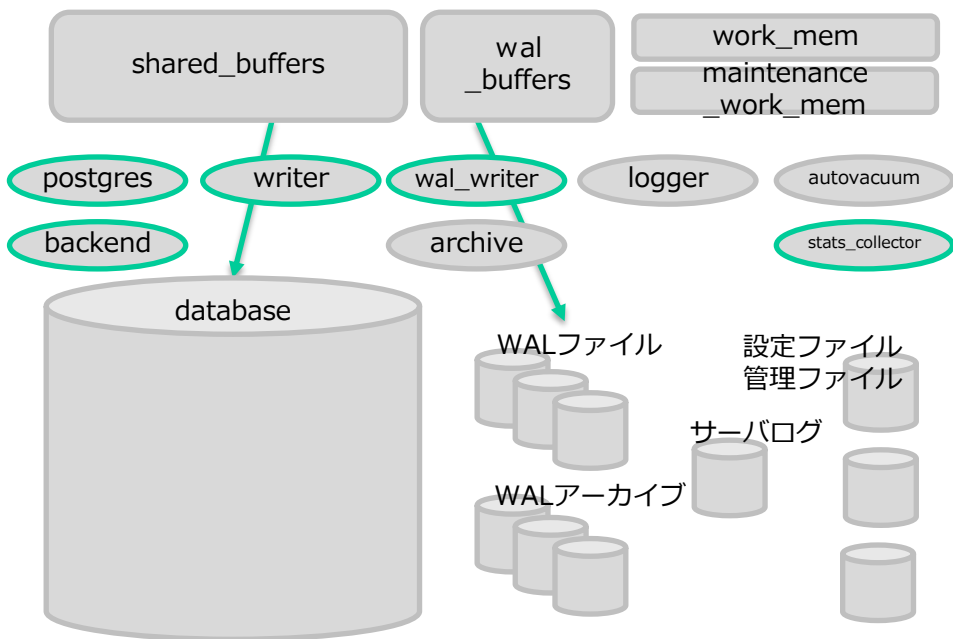 shared_buffers
wal
_buffers
work_mem
maintenance
_work_mem
postgres
writer
wal_writer
logger
autovacuum
backend
archive
stats_collector
database
WALファイル
設定ファイル
管理ファイル
サーバログ
WALアーカイブ